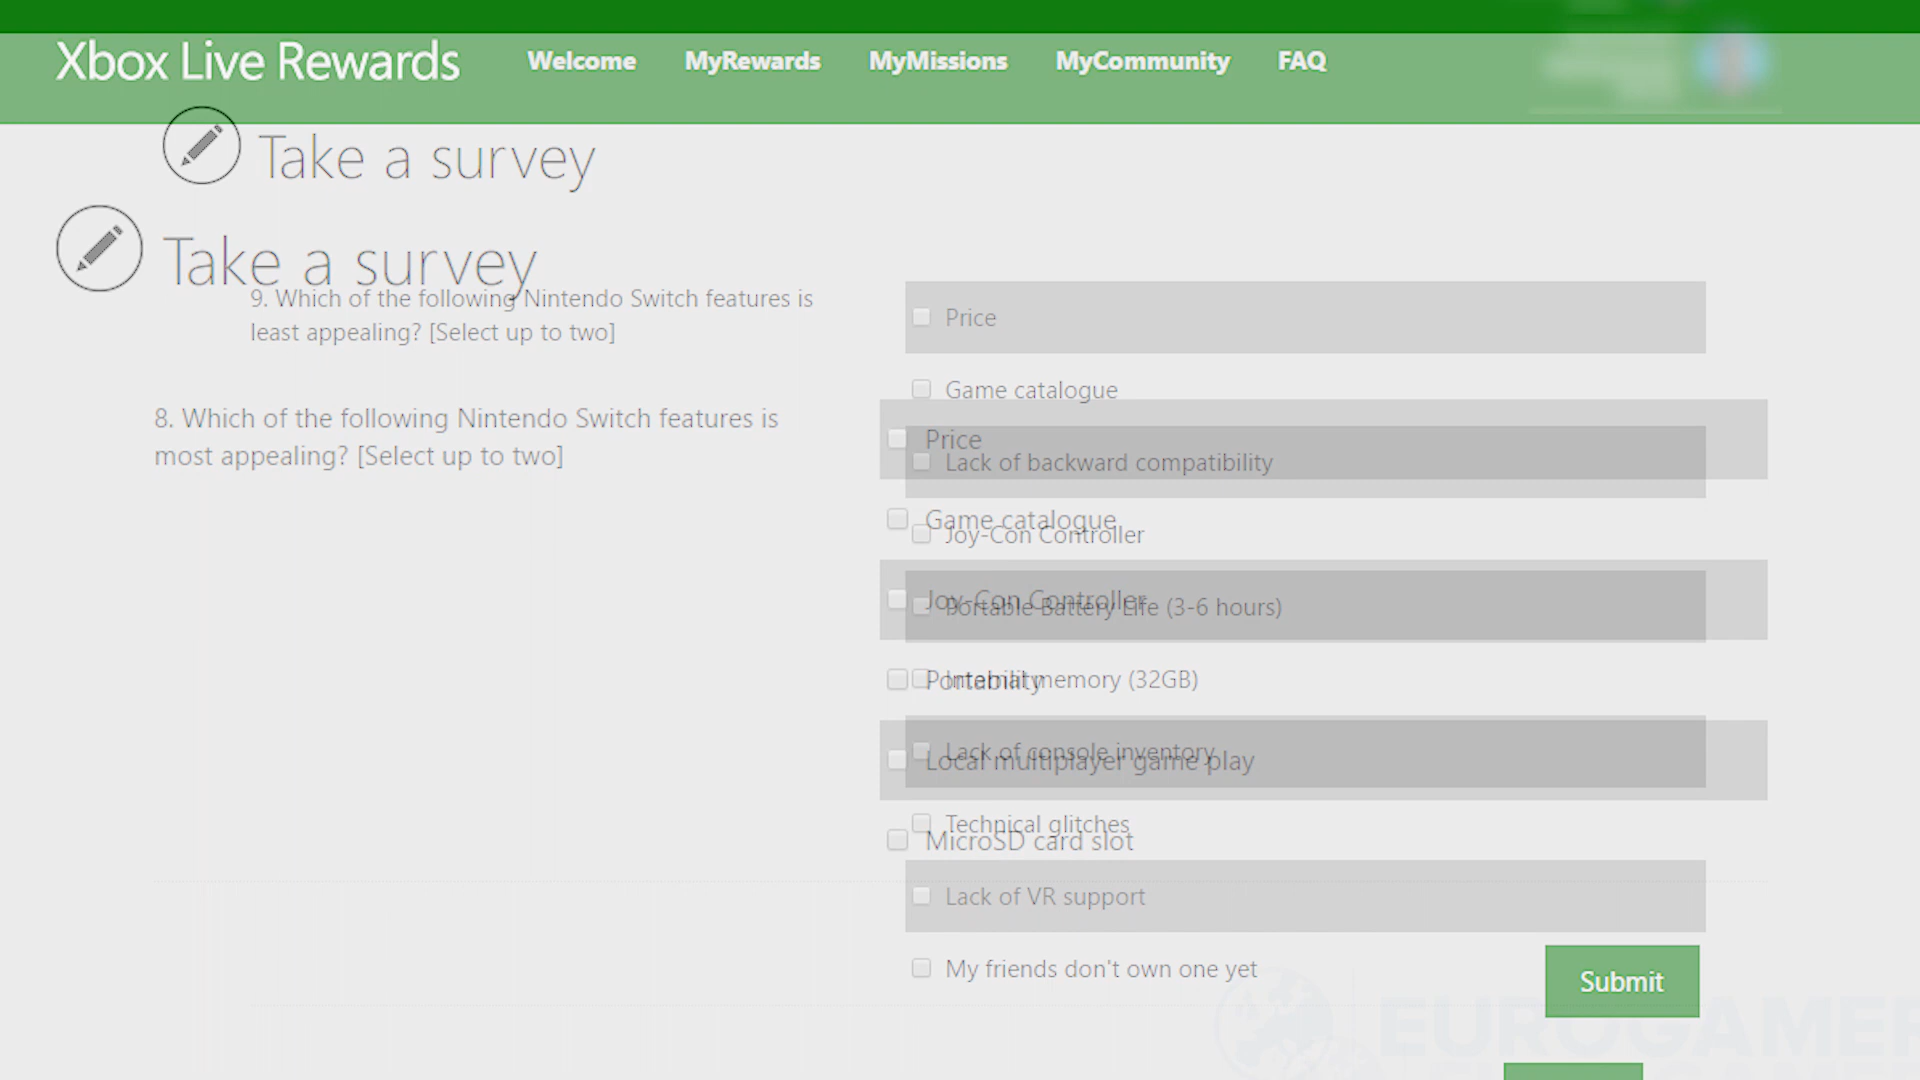 Xbox Live Rewards
Welcome
MyRewards
MyMissions
MyCommunity
FAQ
Take a survey
Take a survey
9. Which of the following Nintendo Switch features is
least appealing? [Select up to two]
Price
Game catalogue
Lack of backward compatibility
Joy-Con Controller
Portable Battery Life (3-6 hours)
Internal memory (32GB)
Lack of console inventory
Technical glitches
Lack of VR support
My friends don't own one yet
8. Which of the following Nintendo Switch features is
most appealing? [Select up to two]
Price
Game catalogue
Joy-Con Controller
Portability
Local multiplayer game play
MicroSD card slot
Submit
EUROGAMER